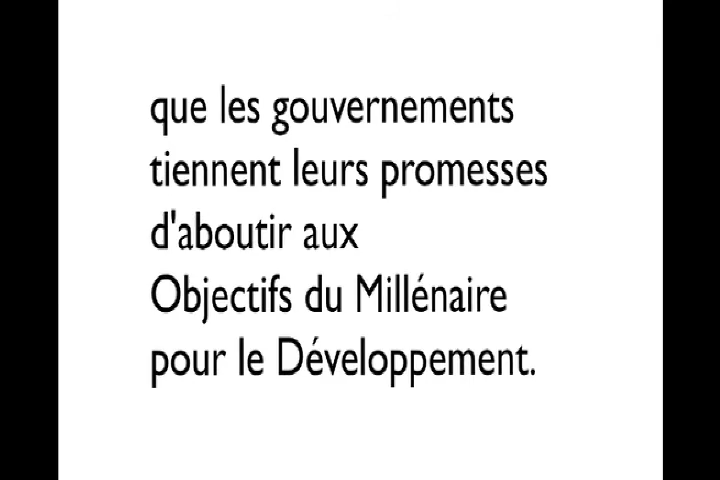 que les gouvernements
tiennent leurs promesses
d'aboutir aux
Objectifs du Millénaire
pour le Développement.